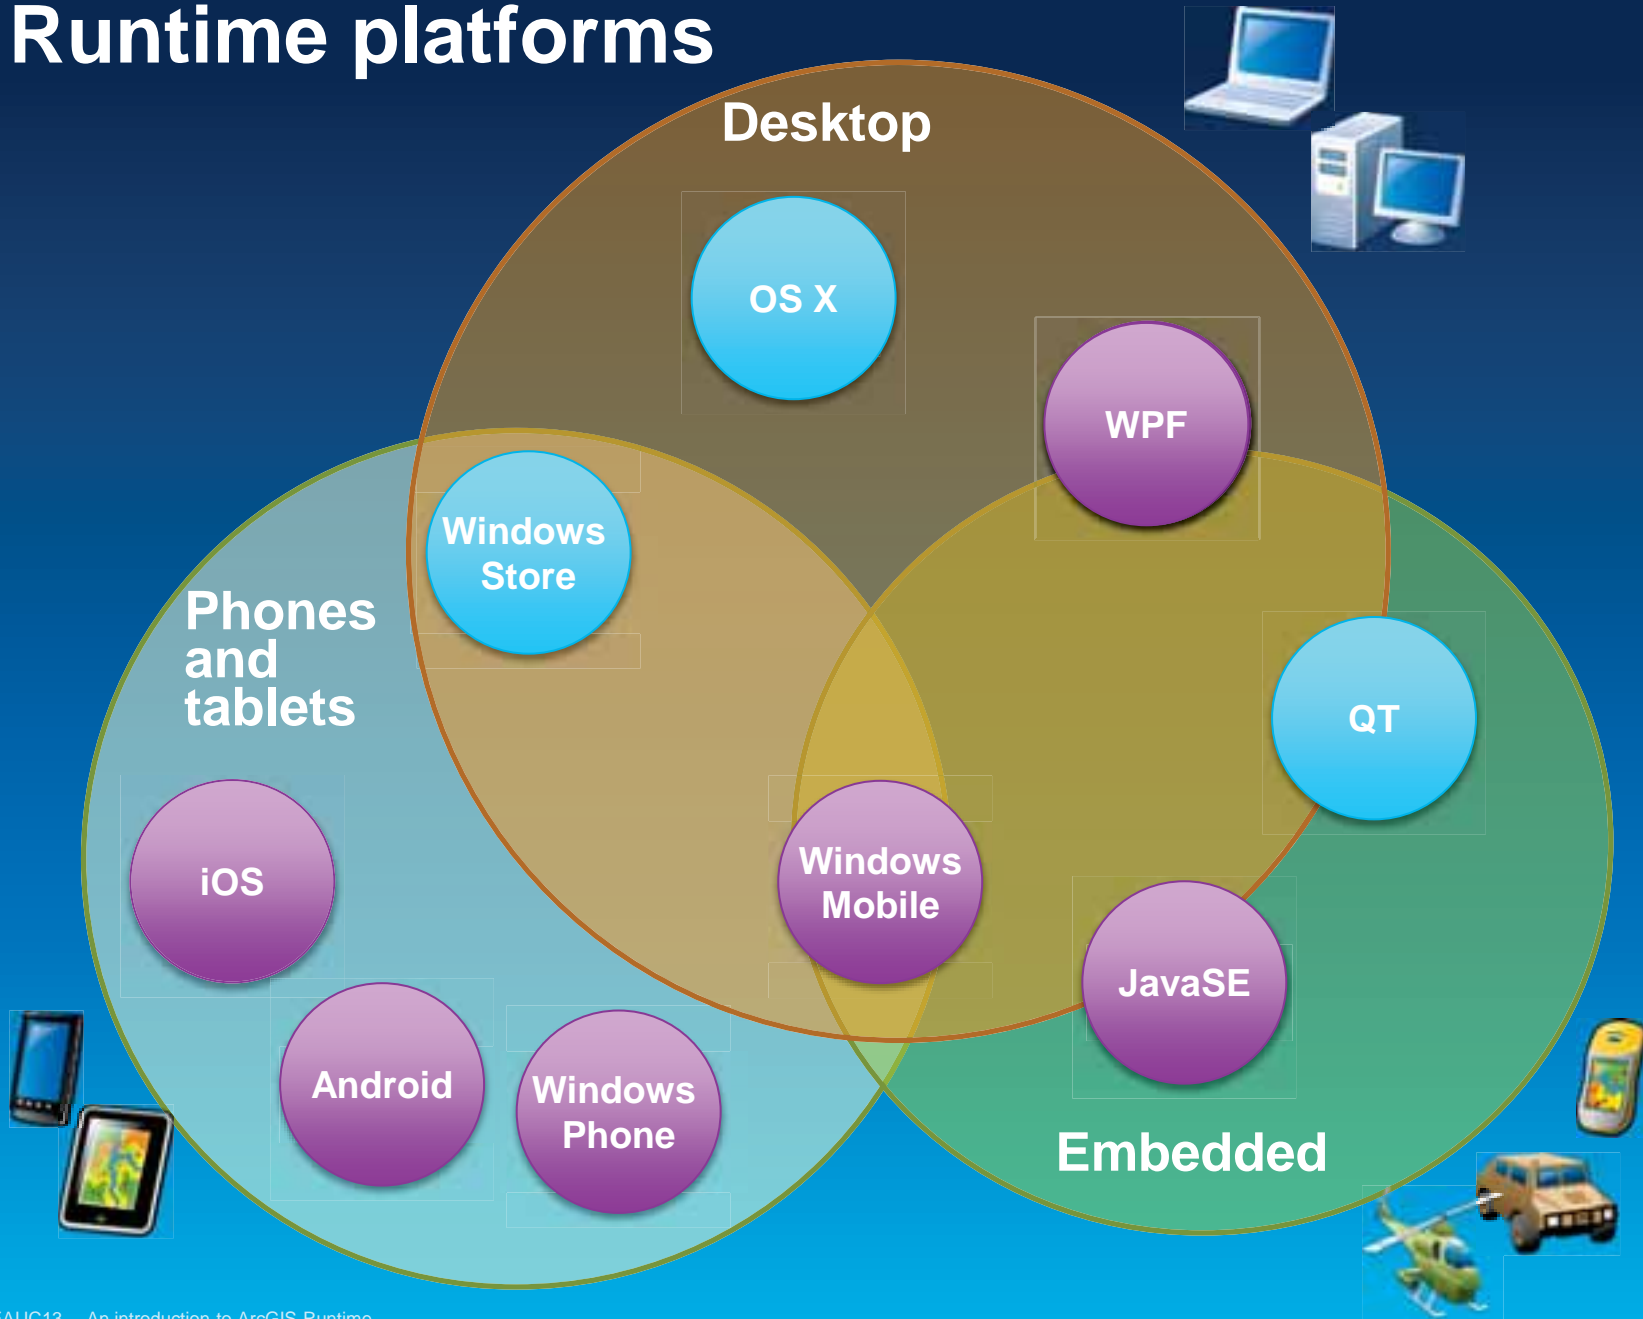 Runtime platforms
Desktop
OS X
WPF
Windows
Store
Phones
and
tablets
QT
iOS
Windows
Mobile
JavaSE
Android
Windows
Phone
Embedded
An introduction to ArcGIS Runtime